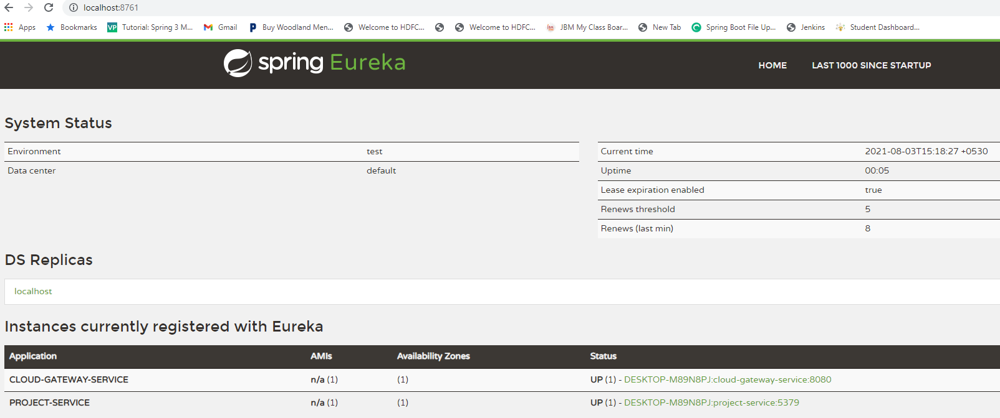 localhost:8761
Apps Bookmarks VP Tutorial: Spring 3 M... Gmail P Buy Woodland Men... Welcome to HDFC... Welcome to HDFC... JBM JBM My Class Boar... New Tab Spring Boot File Up... Jenkins Student Dashboard...
spring Eureka HOME LAST 1000 SINCE STARTUP
System Status
Environment test Current time 2021-08-03T15:18:27 +0530
Data center default Uptime 00:05
Lease expiration enabled true
Renews threshold 5
Renews (last min) 8
DS Replicas
localhost
Instances currently registered with Eureka
Application AMIs Availability Zones Status
CLOUD-GATEWAY-SERVICE n/a (1) (1) UP (1) - DESKTOP-M89N8PJ:cloud-gateway-service:8080
PROJECT-SERVICE n/a (1) (1) UP (1) - DESKTOP-M89N8PJ:project-service:5379